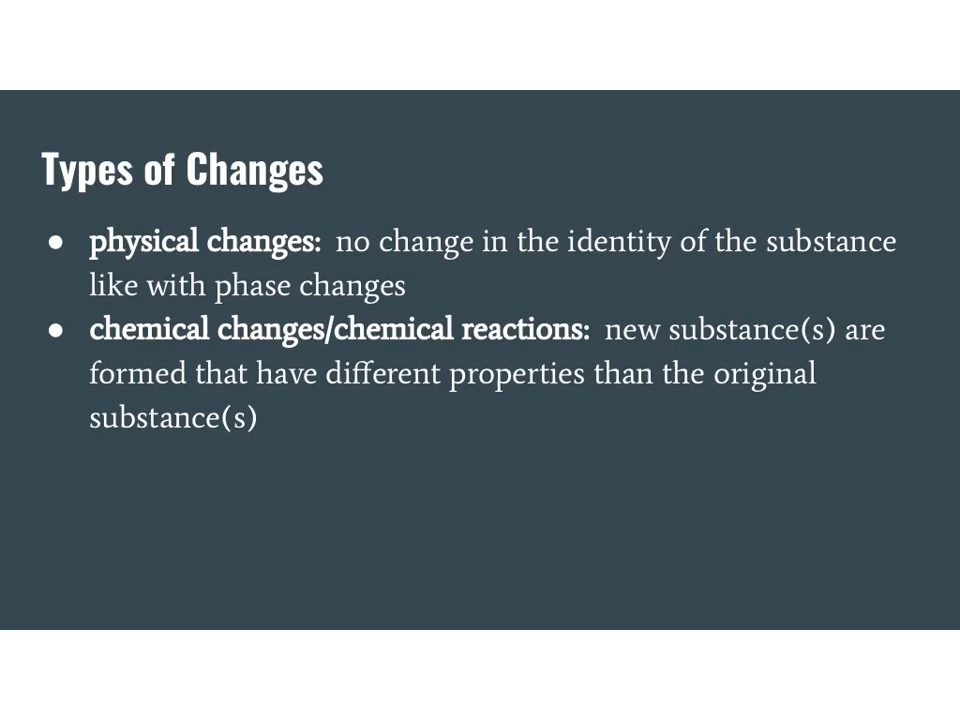 Types of Changes
● physical changes: no change in the identity of the substance
like with phase changes
● chemical changes/chemical reactions: new substance(s) are
formed that have different properties than the original
substance(s)